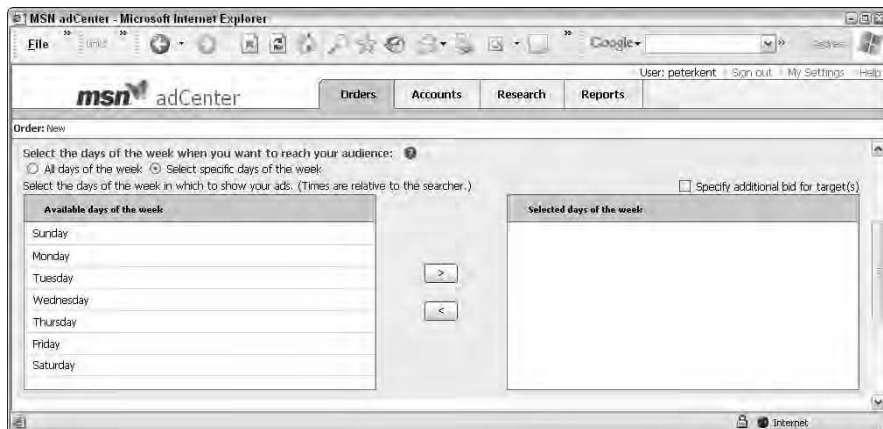 MSN adCenter - Microsoft Internet Explorer
File Links Google
User: peterkent Sign out My Settings Help
msn adCenter Orders Accounts Research Reports
Order: New
Select the days of the week when you want to reach your audience:
All days of the week Select specific days of the week
Select the days of the week in which to show your ads. (Times are relative to the searcher.) Specify additional bid for target(s)
Available days of the week Selected days of the week
Sunday
Monday
Tuesday
Wednesday
Thursday
Friday
Saturday
>
<
Internet